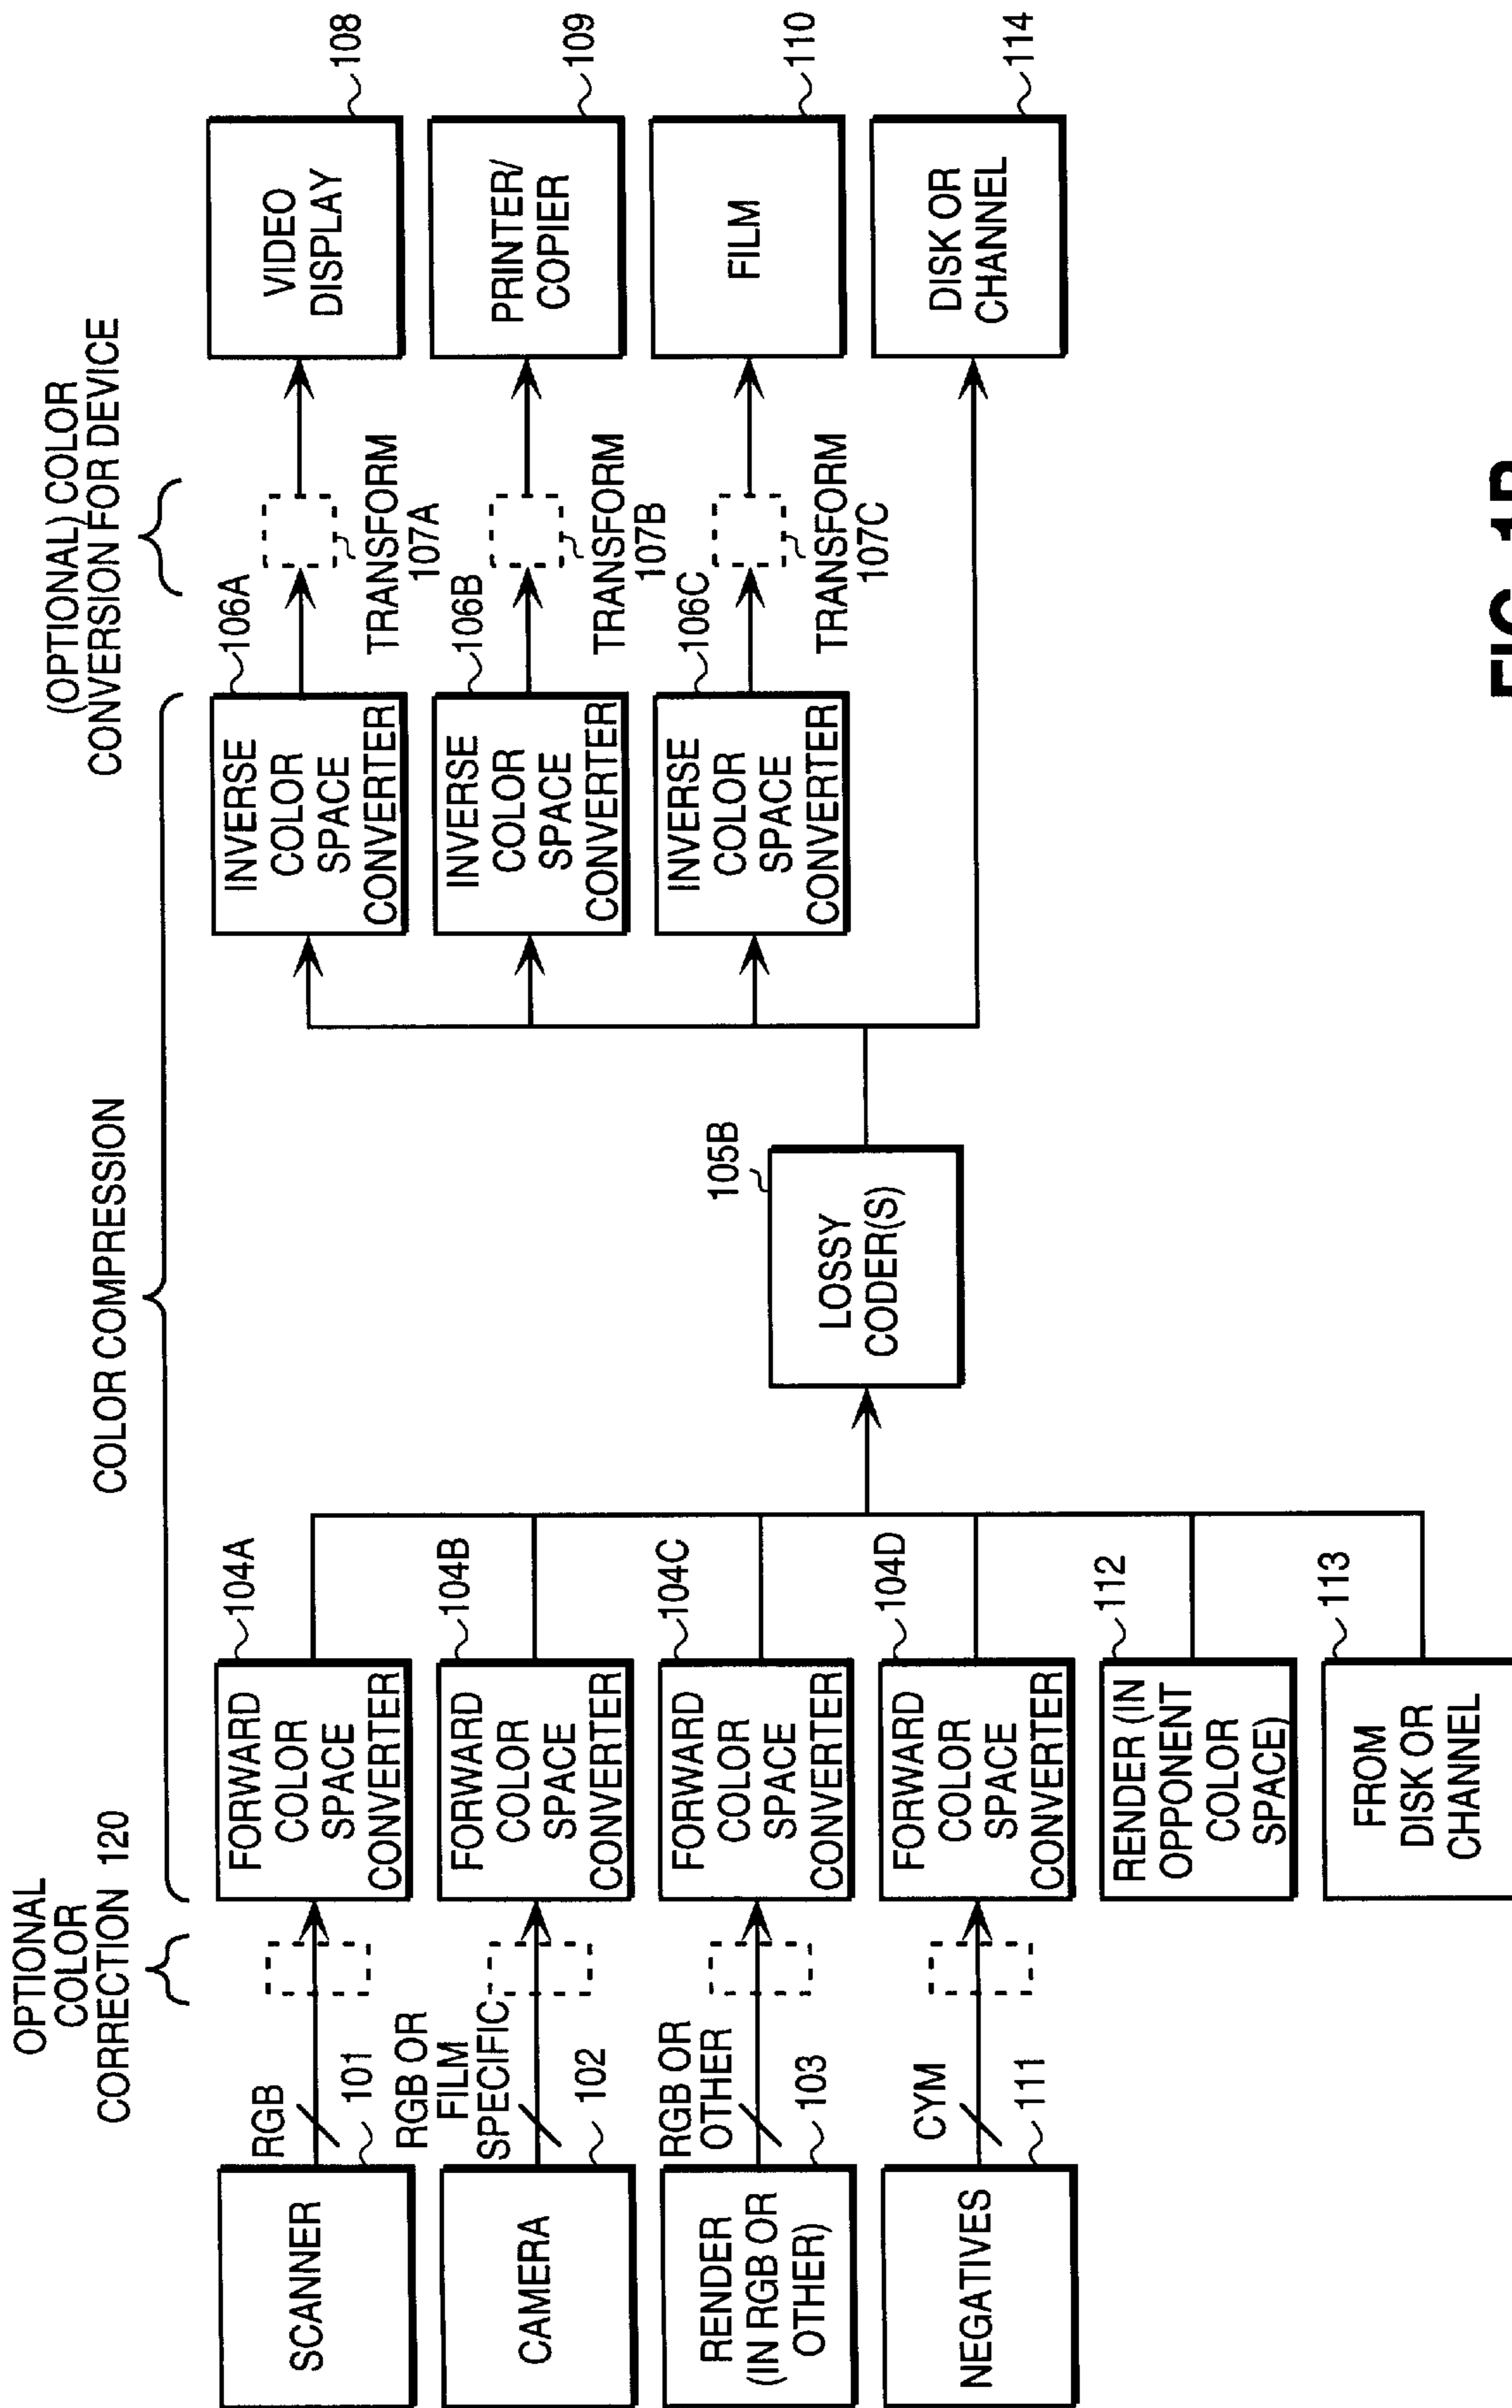 OPTIONAL
COLOR
CORRECTION 120
COLOR COMPRESSION
(OPTIONAL) COLOR
CONVERSION FOR DEVICE
SCANNER
RGB
101
FORWARD
COLOR
SPACE
CONVERTER
104A
INVERSE
COLOR
SPACE
CONVERTER
106A
TRANSFORM
107A
VIDEO
DISPLAY
108
CAMERA
RGB OR
FILM
SPECIFIC
102
FORWARD
COLOR
SPACE
CONVERTER
104B
INVERSE
COLOR
SPACE
CONVERTER
106B
TRANSFORM
107B
PRINTER/
COPIER
109
RENDER
(IN RGB OR
OTHER)
RGB OR
OTHER
103
FORWARD
COLOR
SPACE
CONVERTER
104C
LOSSY
CODER(S)
105B
INVERSE
COLOR
SPACE
CONVERTER
106C
TRANSFORM
107C
FILM
110
NEGATIVES
CYM
111
FORWARD
COLOR
SPACE
CONVERTER
104D
DISK OR
CHANNEL
114
RENDER (IN
OPPONENT
COLOR
SPACE)
112
FROM
DISK OR
CHANNEL
113